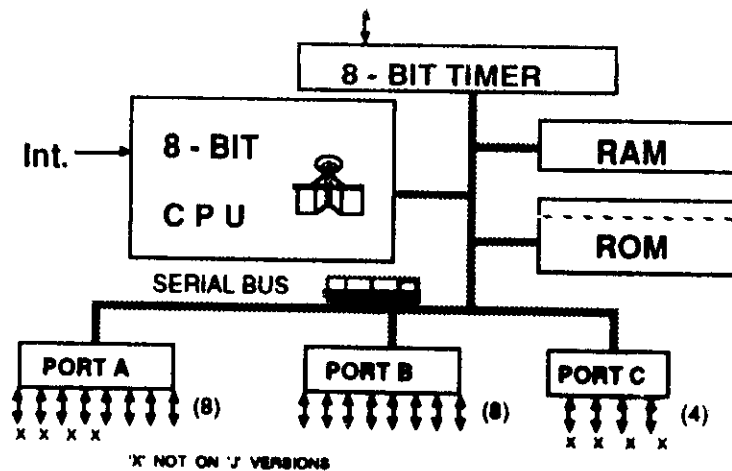 8 - BIT TIMER
8 - BIT
CPU
Int.
RAM
ROM
SERIAL BUS
PORT A
(8)
x x x x
PORT B
(8)
PORT C
(4)
x x x x
'X' NOT ON 'J' VERSIONS